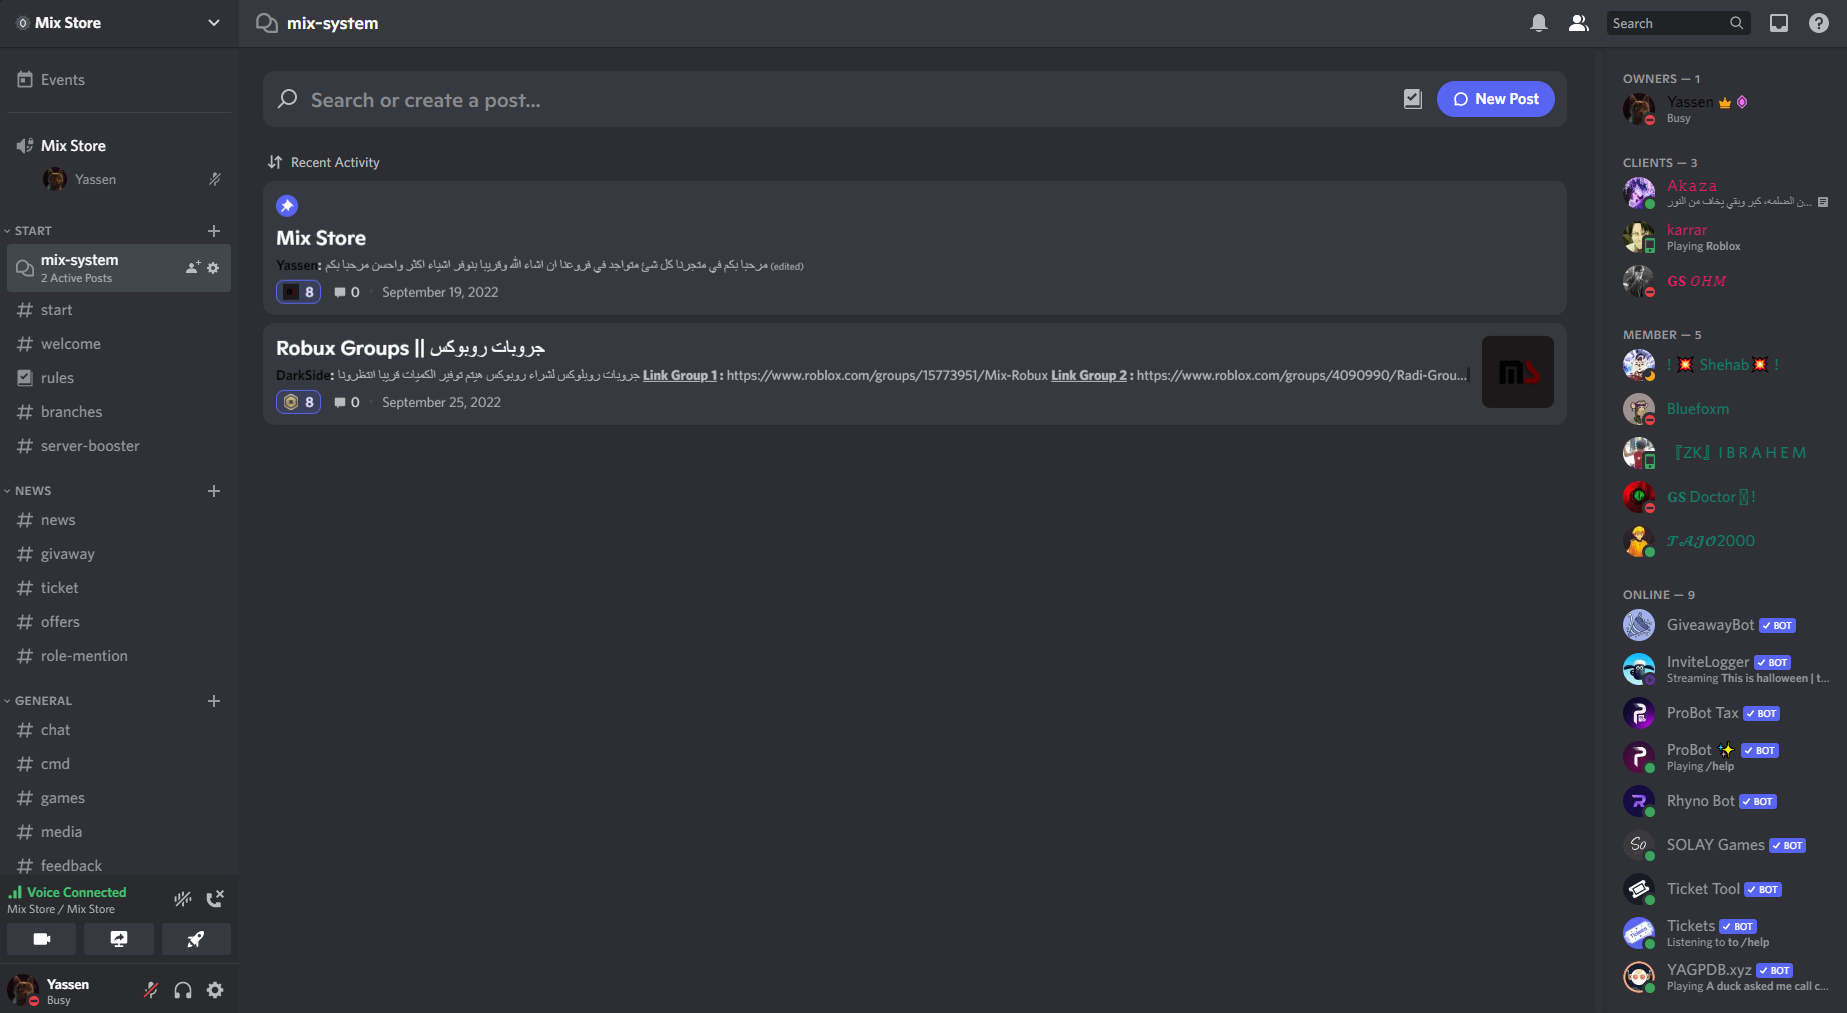 Mix Store
mix-system
Search
Events
Mix Store
Yassen
START
mix-system
2 Active Posts
start
welcome
rules
branches
server-booster
NEWS
news
givaway
ticket
offers
role-mention
GENERAL
chat
cmd
games
media
feedback
Voice Connected
Mix Store / Mix Store
Yassen
Busy
Search or create a post...
New Post
Recent Activity
Mix Store
Yassen: مرحبا بكم في متجرنا كل شئ متواجد في فروعنا ان اشاء الله وقريبا بنوفر اشياء اكثر واحسن مرحبا بكم (edited)
8 0 • September 19, 2022
Robux Groups || جروبات روبوكس
DarkSide: جروبات روبلوكس لشراء روبوكس هيتم توفير الكميات قريبا انتظرونا Link Group 1 : https://www.roblox.com/groups/15773951/Mix-Robux Link Group 2 : https://www.roblox.com/groups/4090990/Radi-Grou...
8 0 • September 25, 2022
OWNERS — 1
Yassen
Busy
CLIENTS — 3
Akaza
ن الضلمه، كبر وبقي يخاف من النور...
karrar
Playing Roblox
GS OHM
MEMBER — 5
! 💥 Shehab💥 !
Bluefoxm
『ZK』I B R A H E M
GS Doctor !
TAJO2000
ONLINE — 9
GiveawayBot BOT
InviteLogger BOT
Streaming This is halloween | t...
ProBot Tax BOT
ProBot ✨ BOT
Playing /help
Rhyno Bot BOT
SOLAY Games BOT
Ticket Tool BOT
Tickets BOT
Listening to to /help
YAGPDB.xyz BOT
Playing A duck asked me call c...